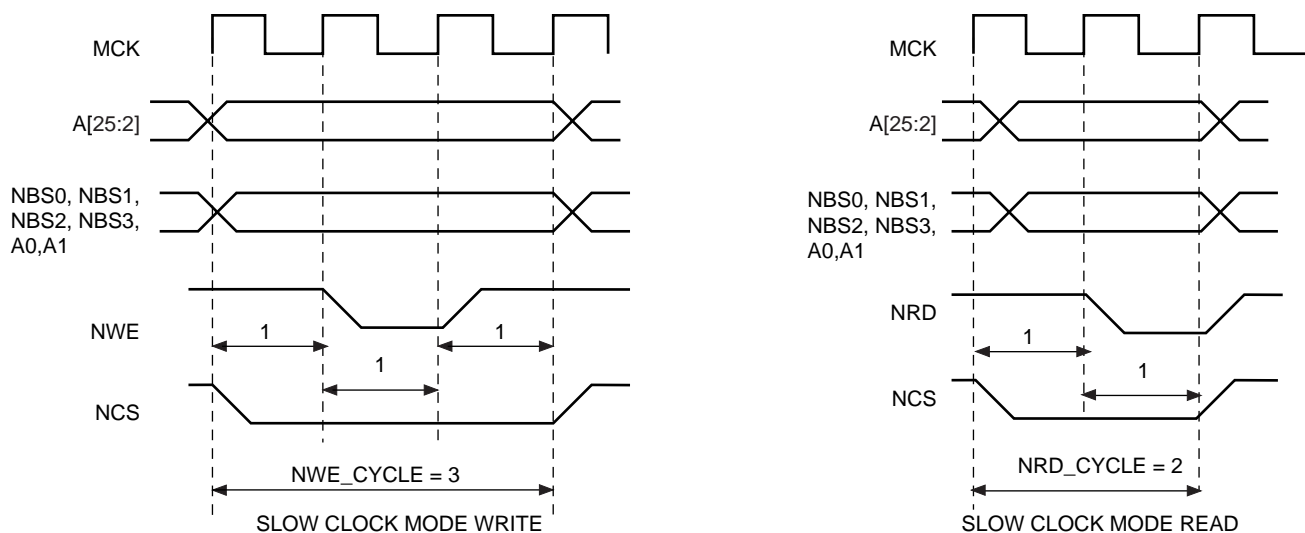 MCK
A[25:2]
NBS0, NBS1,
NBS2, NBS3,
A0,A1
NWE
1
1
1
NCS
NWE_CYCLE = 3
SLOW CLOCK MODE WRITE
MCK
A[25:2]
NBS0, NBS1,
NBS2, NBS3,
A0,A1
NRD
1
1
NCS
NRD_CYCLE = 2
SLOW CLOCK MODE READ